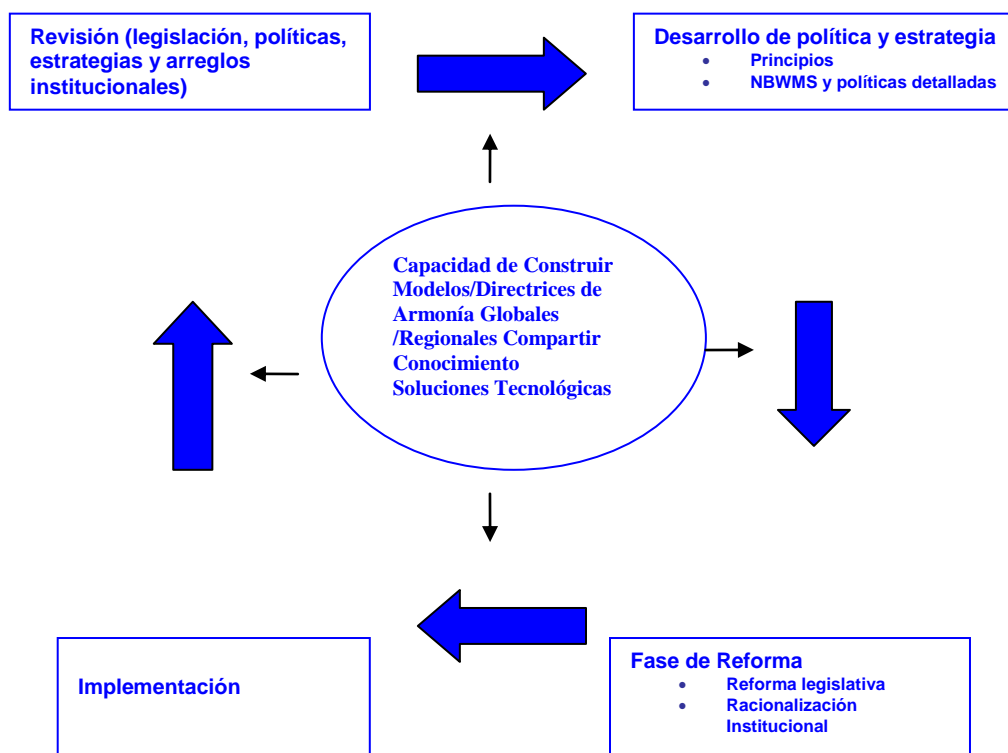 Revisión (legislación, políticas,
estrategias y arreglos
institucionales)
Desarrollo de política y estrategia
• Principios
• NBWMS y políticas detalladas
Capacidad de Construir
Modelos/Directrices de
Armonía Globales
/Regionales Compartir
Conocimiento
Soluciones Tecnológicas
Implementación
Fase de Reforma
• Reforma legislativa
• Racionalización
Institucional